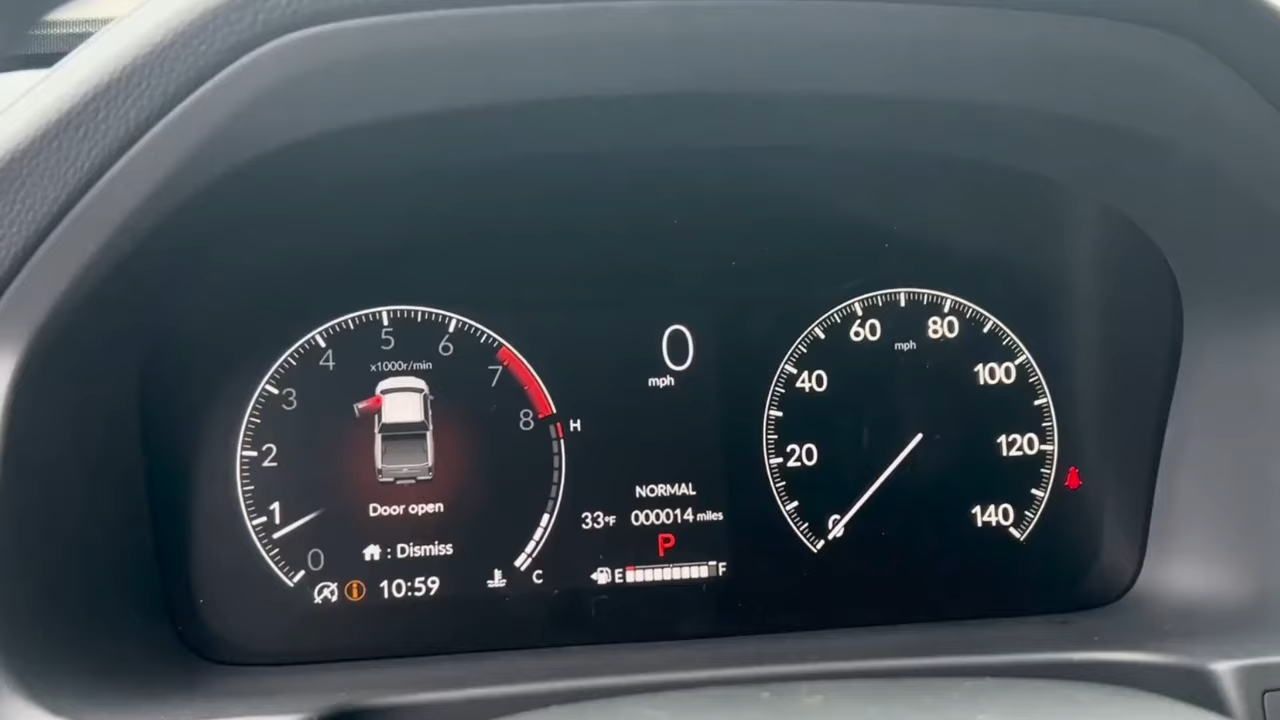 0
1
2
3
4
5
6
7
8
x1000r/min
Door open
: Dismiss
10:59
H
C
0
mph
NORMAL
33°F 000014 miles
P
E F
0
20
40
60
80
100
120
140
mph